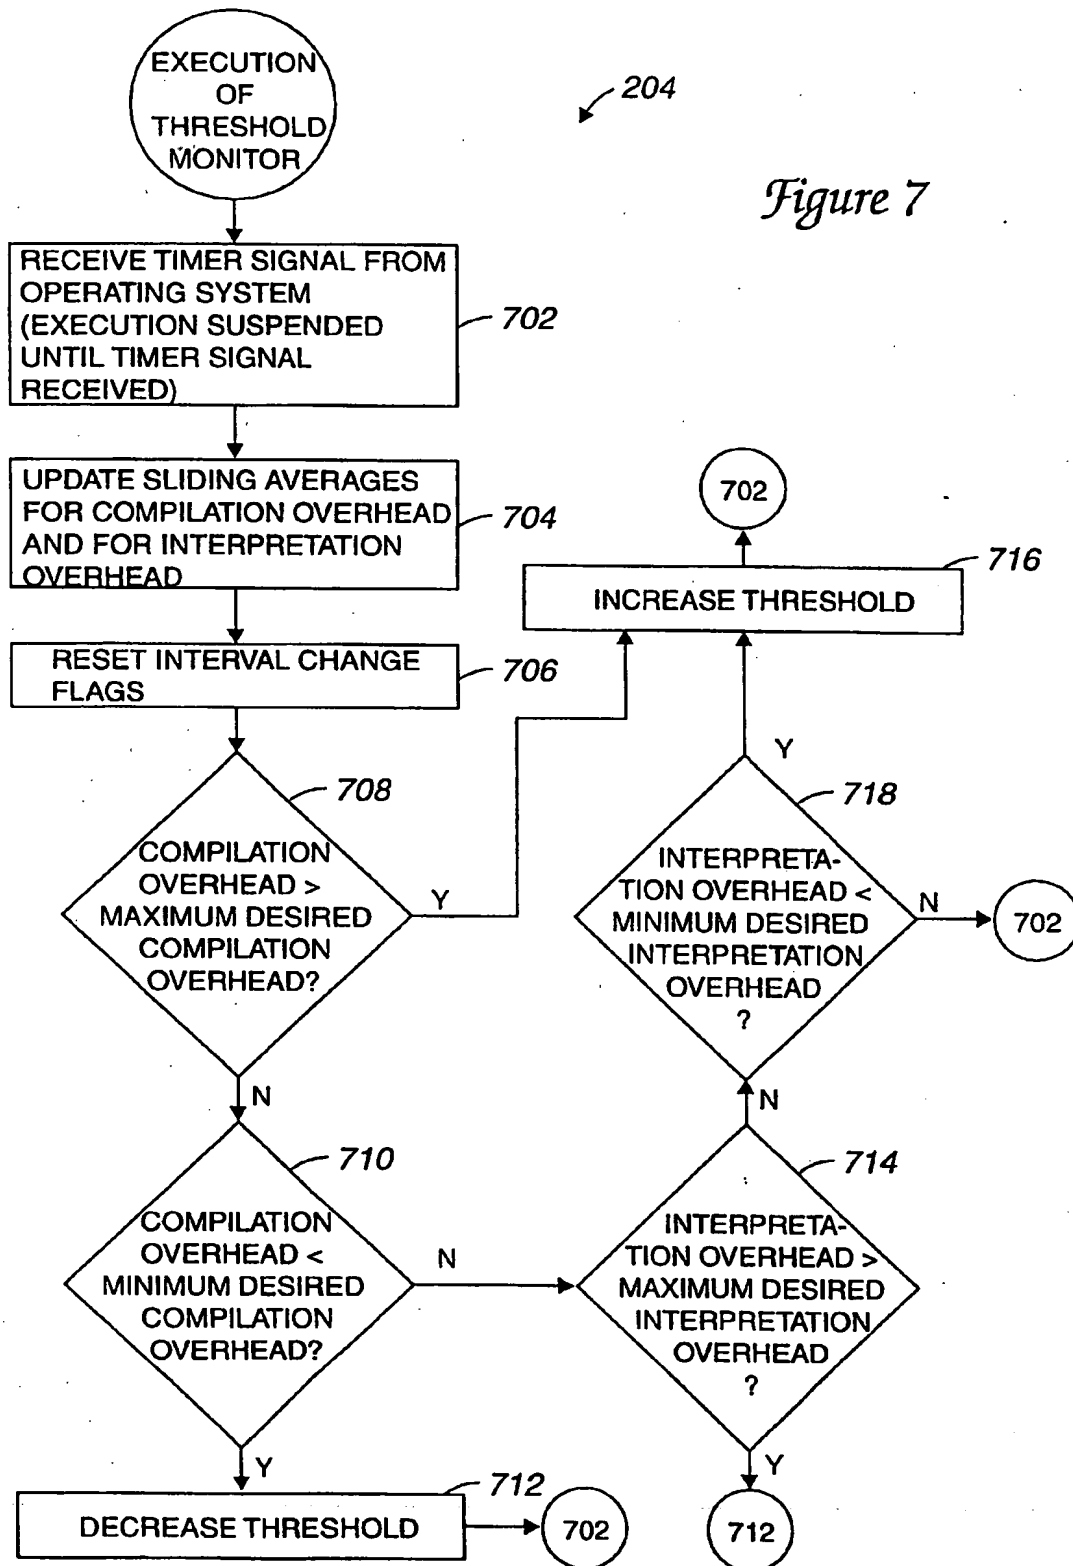 EXECUTION
OF
THRESHOLD
MONITOR
204
Figure 7
RECEIVE TIMER SIGNAL FROM
OPERATING SYSTEM
(EXECUTION SUSPENDED
UNTIL TIMER SIGNAL
RECEIVED)
702
UPDATE SLIDING AVERAGES
FOR COMPILATION OVERHEAD
AND FOR INTERPRETATION
OVERHEAD
704
RESET INTERVAL CHANGE
FLAGS
706
COMPILATION
OVERHEAD >
MAXIMUM DESIRED
COMPILATION
OVERHEAD?
708
Y
N
COMPILATION
OVERHEAD <
MINIMUM DESIRED
COMPILATION
OVERHEAD?
710
N
Y
DECREASE THRESHOLD
712
702
702
INCREASE THRESHOLD
716
Y
INTERPRETA-
TION OVERHEAD <
MINIMUM DESIRED
INTERPRETATION
OVERHEAD
?
718
N
702
N
INTERPRETA-
TION OVERHEAD >
MAXIMUM DESIRED
INTERPRETATION
OVERHEAD
?
714
Y
712